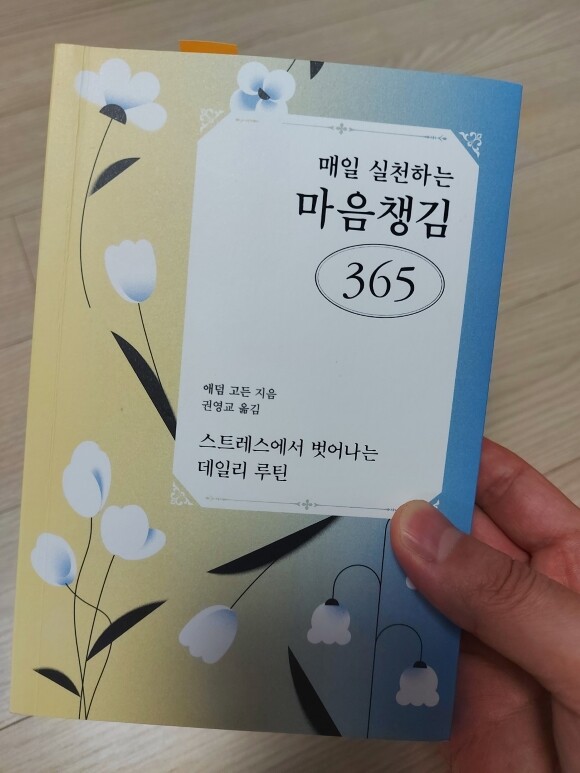 매일 실천하는
마음챙김
365
애덤 고든 지음
권영교 옮김
스트레스에서 벗어나는
데일리 루틴